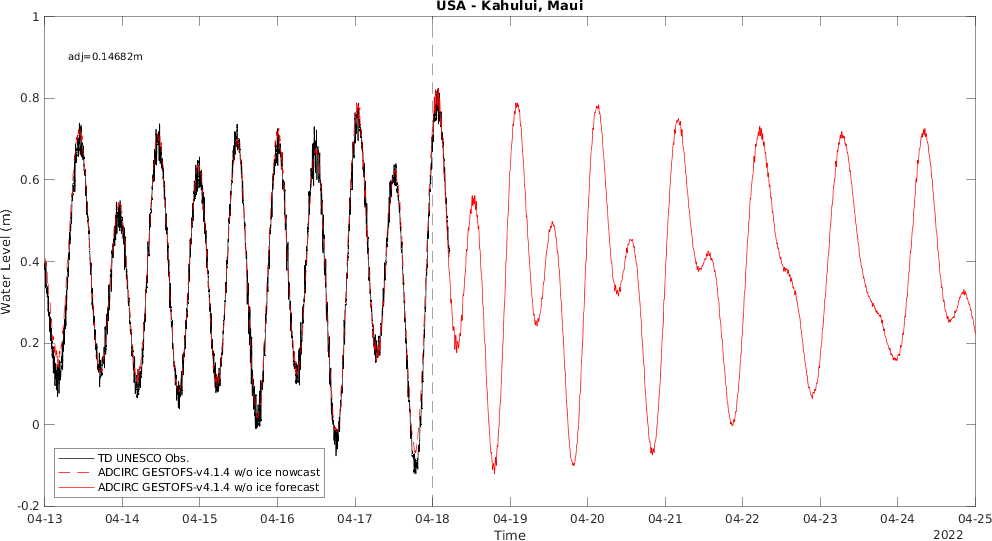 USA - Kahului, Maui
1
adj=0.14682m
0.8
0.6
0.4
0.2
0
-0.2
Water Level (m)
TD UNESCO Obs.
ADCIRC GESTOFS-v4.1.4 w/o ice nowcast
ADCIRC GESTOFS-v4.1.4 w/o ice forecast
04-13 04-14 04-15 04-16 04-17 04-18 04-19 04-20 04-21 04-22 04-23 04-24 04-25
Time
2022